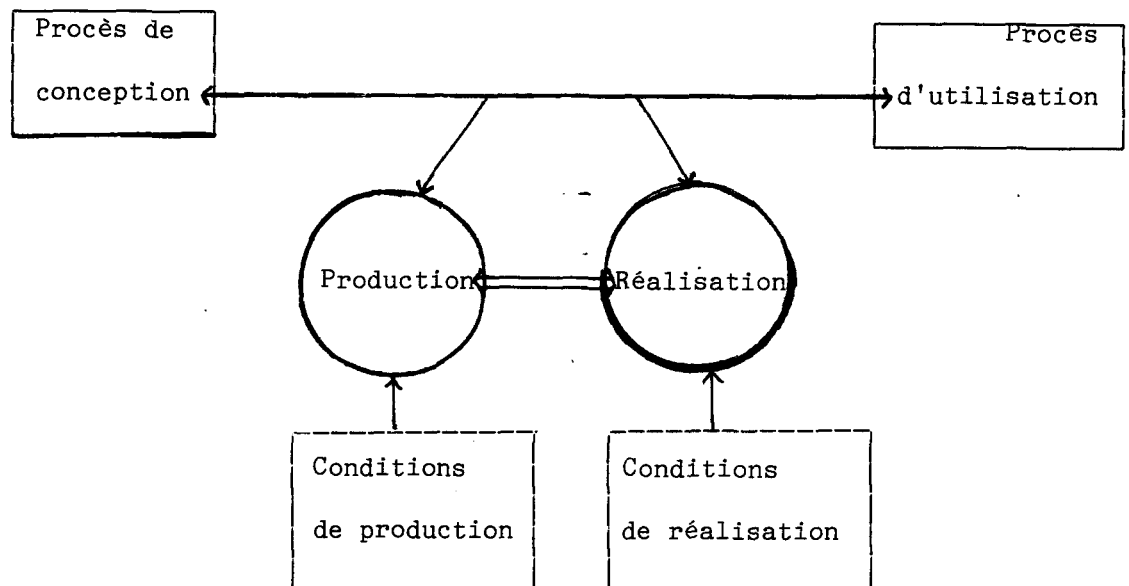 Procès de
conception
Procès
d'utilisation
Production
Réalisation
Conditions
de production
Conditions
de réalisation